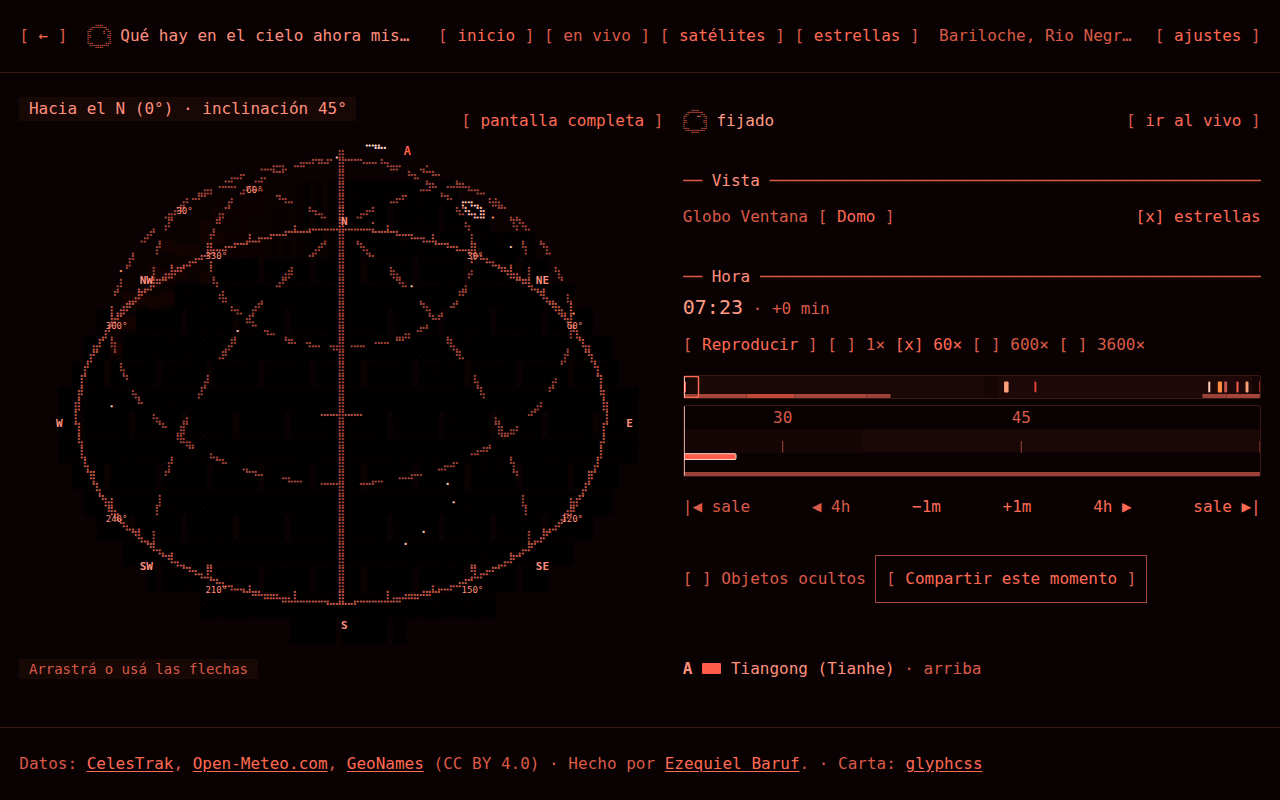 [ ← ] Qué hay en el cielo ahora mis… [ inicio ] [ en vivo ] [ satélites ] [ estrellas ] Bariloche, Rio Negr… [ ajustes ]
Hacia el N (0°) · inclinación 45°
[ pantalla completa ]
A
60°
30°
N
330°
30°
NW
NE
300°
60°
W
E
240°
120°
SW
SE
210°
150°
S
Arrastrá o usá las flechas
fijado [ ir al vivo ]
Vista
Globo Ventana [ Domo ] [x] estrellas
Hora
07:23 · +0 min
[ Reproducir ] [ ] 1× [x] 60× [ ] 600× [ ] 3600×
30 45
|◀ sale ◀ 4h −1m +1m 4h ▶ sale ▶|
[ ] Objetos ocultos [ Compartir este momento ]
A Tiangong (Tianhe) · arriba
Datos: CelesTrak, Open-Meteo.com, GeoNames (CC BY 4.0) · Hecho por Ezequiel Baruf. · Carta: glyphcss